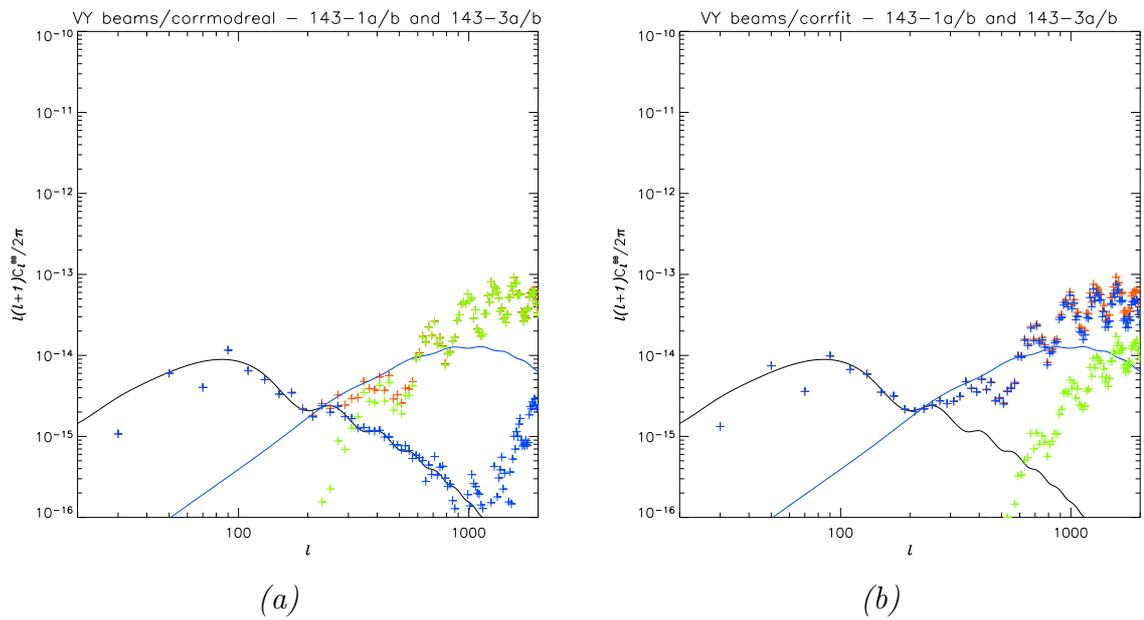 VY beams/corrmodreal – 143–1a/b and 143–3a/b
10⁻¹⁰
10⁻¹¹
10⁻¹²
10⁻¹³
10⁻¹⁴
10⁻¹⁵
10⁻¹⁶
l(l+1)C_l^BB/2π
100
1000
l
(a)
VY beams/corrfit – 143–1a/b and 143–3a/b
10⁻¹⁰
10⁻¹¹
10⁻¹²
10⁻¹³
10⁻¹⁴
10⁻¹⁵
10⁻¹⁶
l(l+1)C_l^BB/2π
100
1000
l
(b)